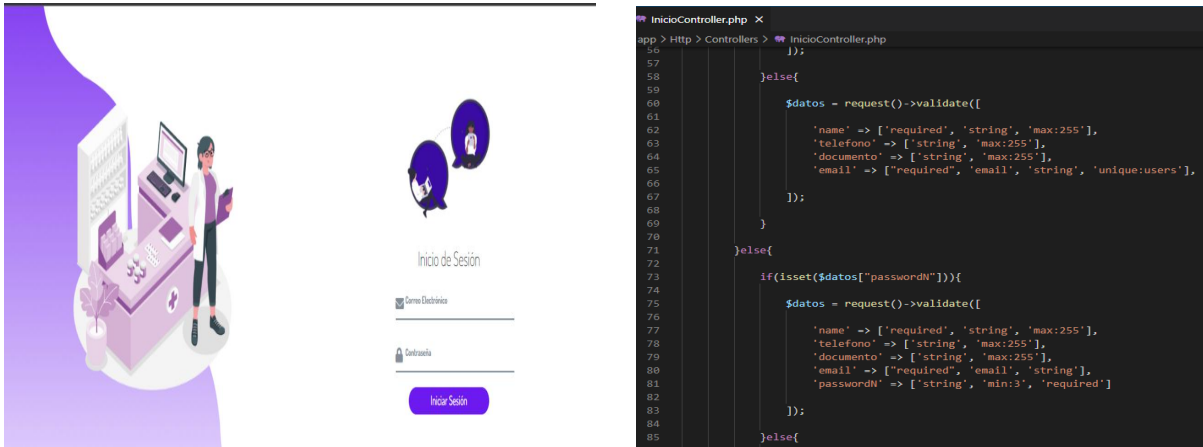 Inicio de Sesión
Correo Electrónico
Contraseña
Iniciar Sesión
InicioController.php ×
app > Http > Controllers > InicioController.php
56 ]);
57
58 }else{
59
60 $datos = request()->validate([
61
62 'name' => ['required', 'string', 'max:255'],
63 'telefono' => ['string', 'max:255'],
64 'documento' => ['string', 'max:255'],
65 'email' => ["required", 'email', 'string', 'unique:users'],
66
67 ]);
68
69 }
70
71 }else{
72
73 if(isset($datos["passwordN"])){
74
75 $datos = request()->validate([
76
77 'name' => ['required', 'string', 'max:255'],
78 'telefono' => ['string', 'max:255'],
79 'documento' => ['string', 'max:255'],
80 'email' => ["required", 'email', 'string'],
81 'passwordN' => ['string', 'min:3', 'required']
82
83 ]);
84
85 }else{